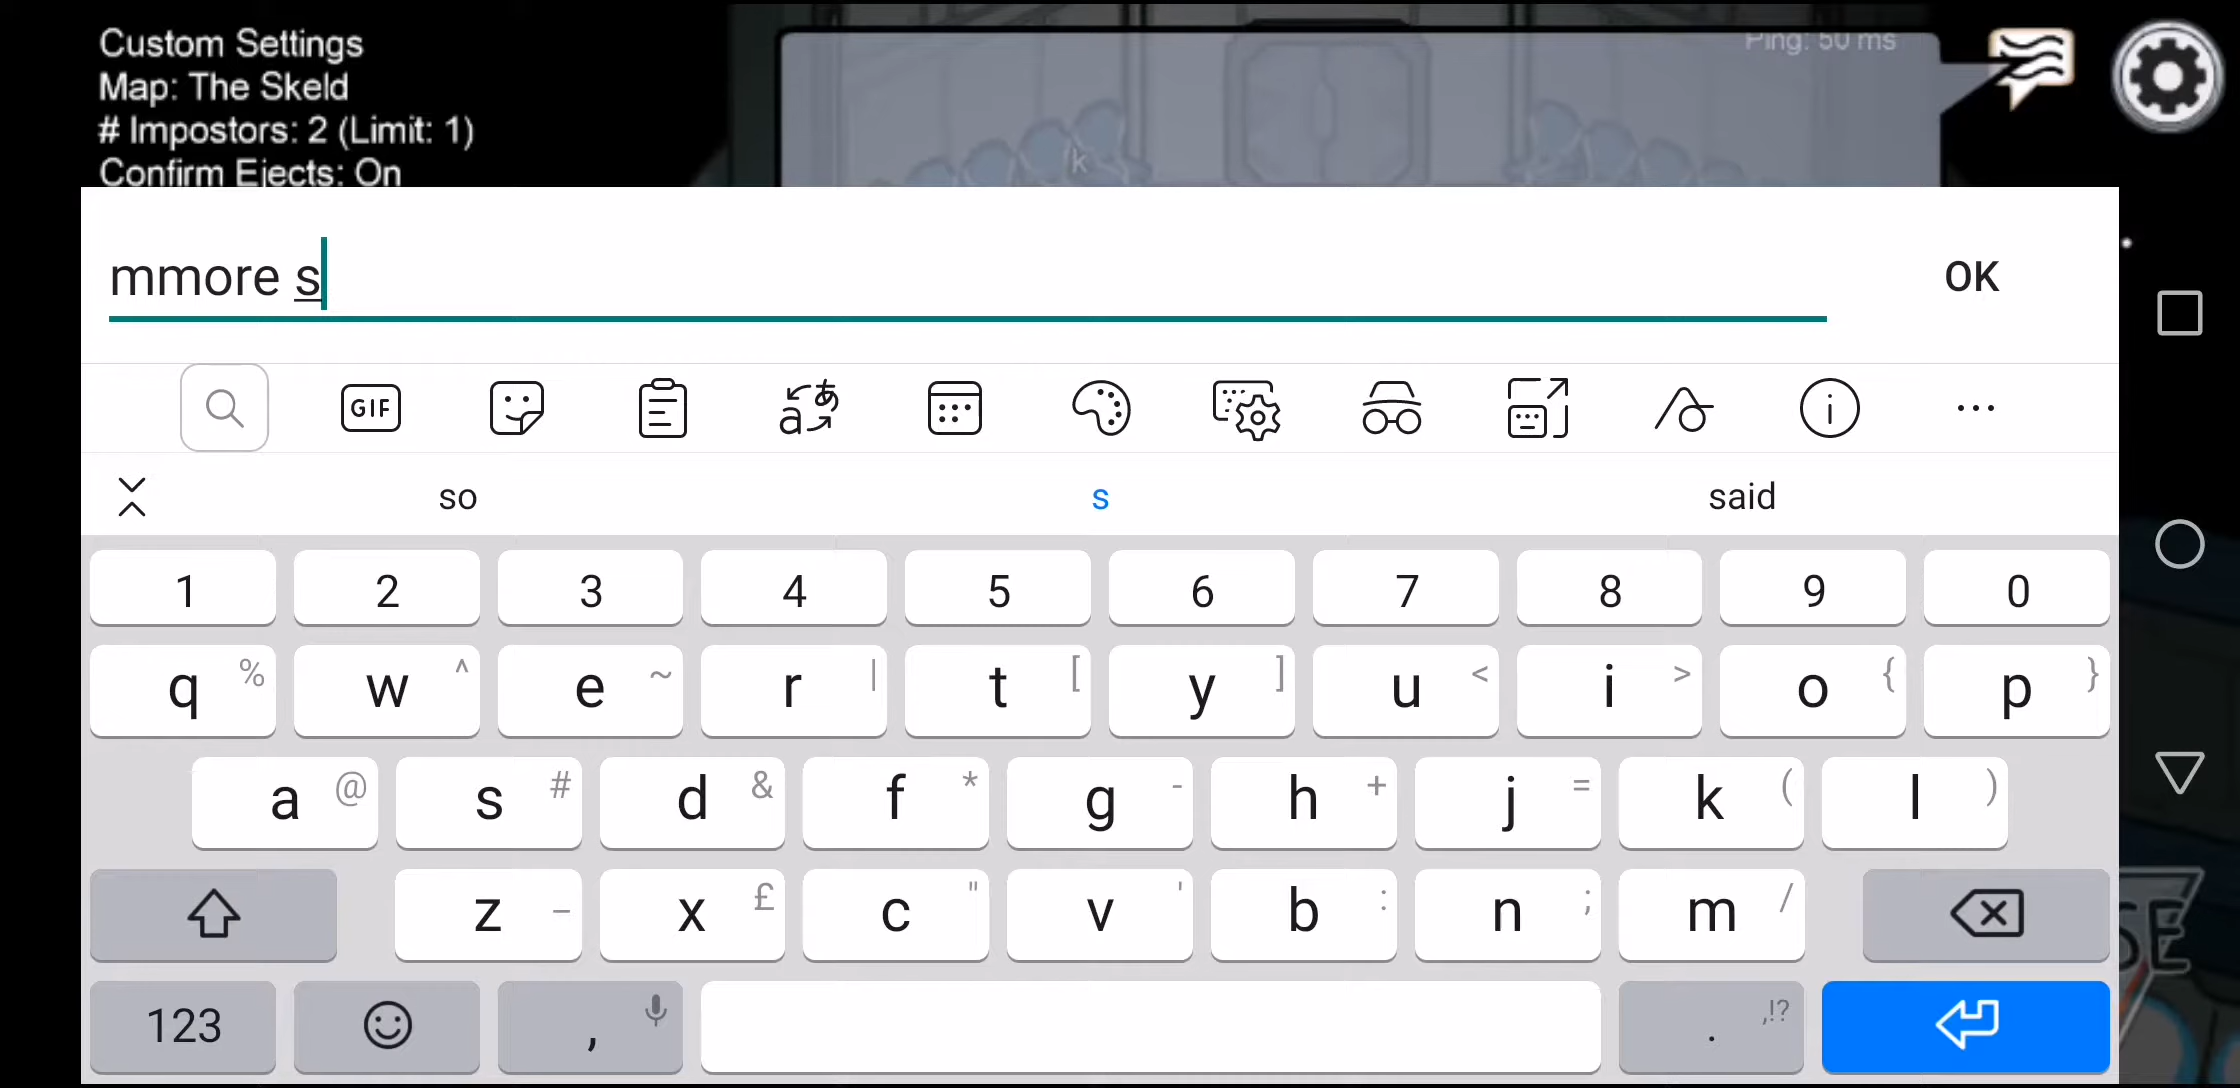 Custom Settings
Ping: 50 ms
Map: The Skeld
# Impostors: 2 (Limit: 1)
Confirm Ejects: On
k
mmore s
OK
GIF
so
s
said
1 2 3 4 5 6 7 8 9 0
q % w ^ e ~ r | t [ y ] u < i > o { p }
a @ s # d & f * g - h + j = k ( l )
z _ x £ c " v ' b : n ; m /
123 , . ,!?